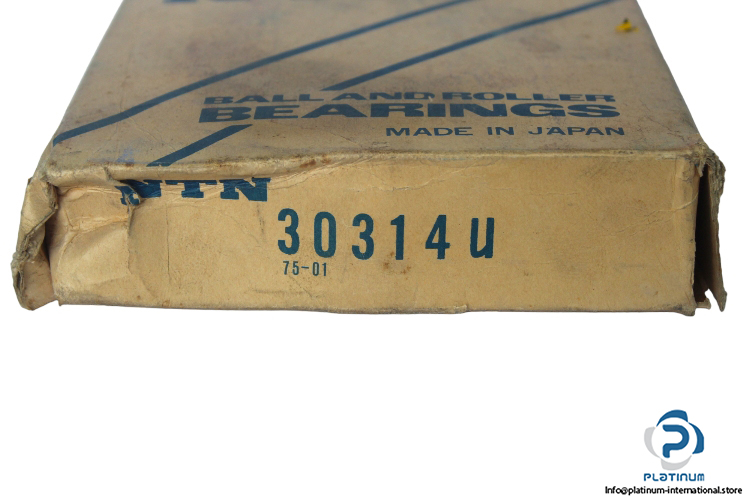 BALL AND ROLLER
BEARINGS
MADE IN JAPAN
NTN
30314U
75-01
PLATINUM
Info@platinum-international.store